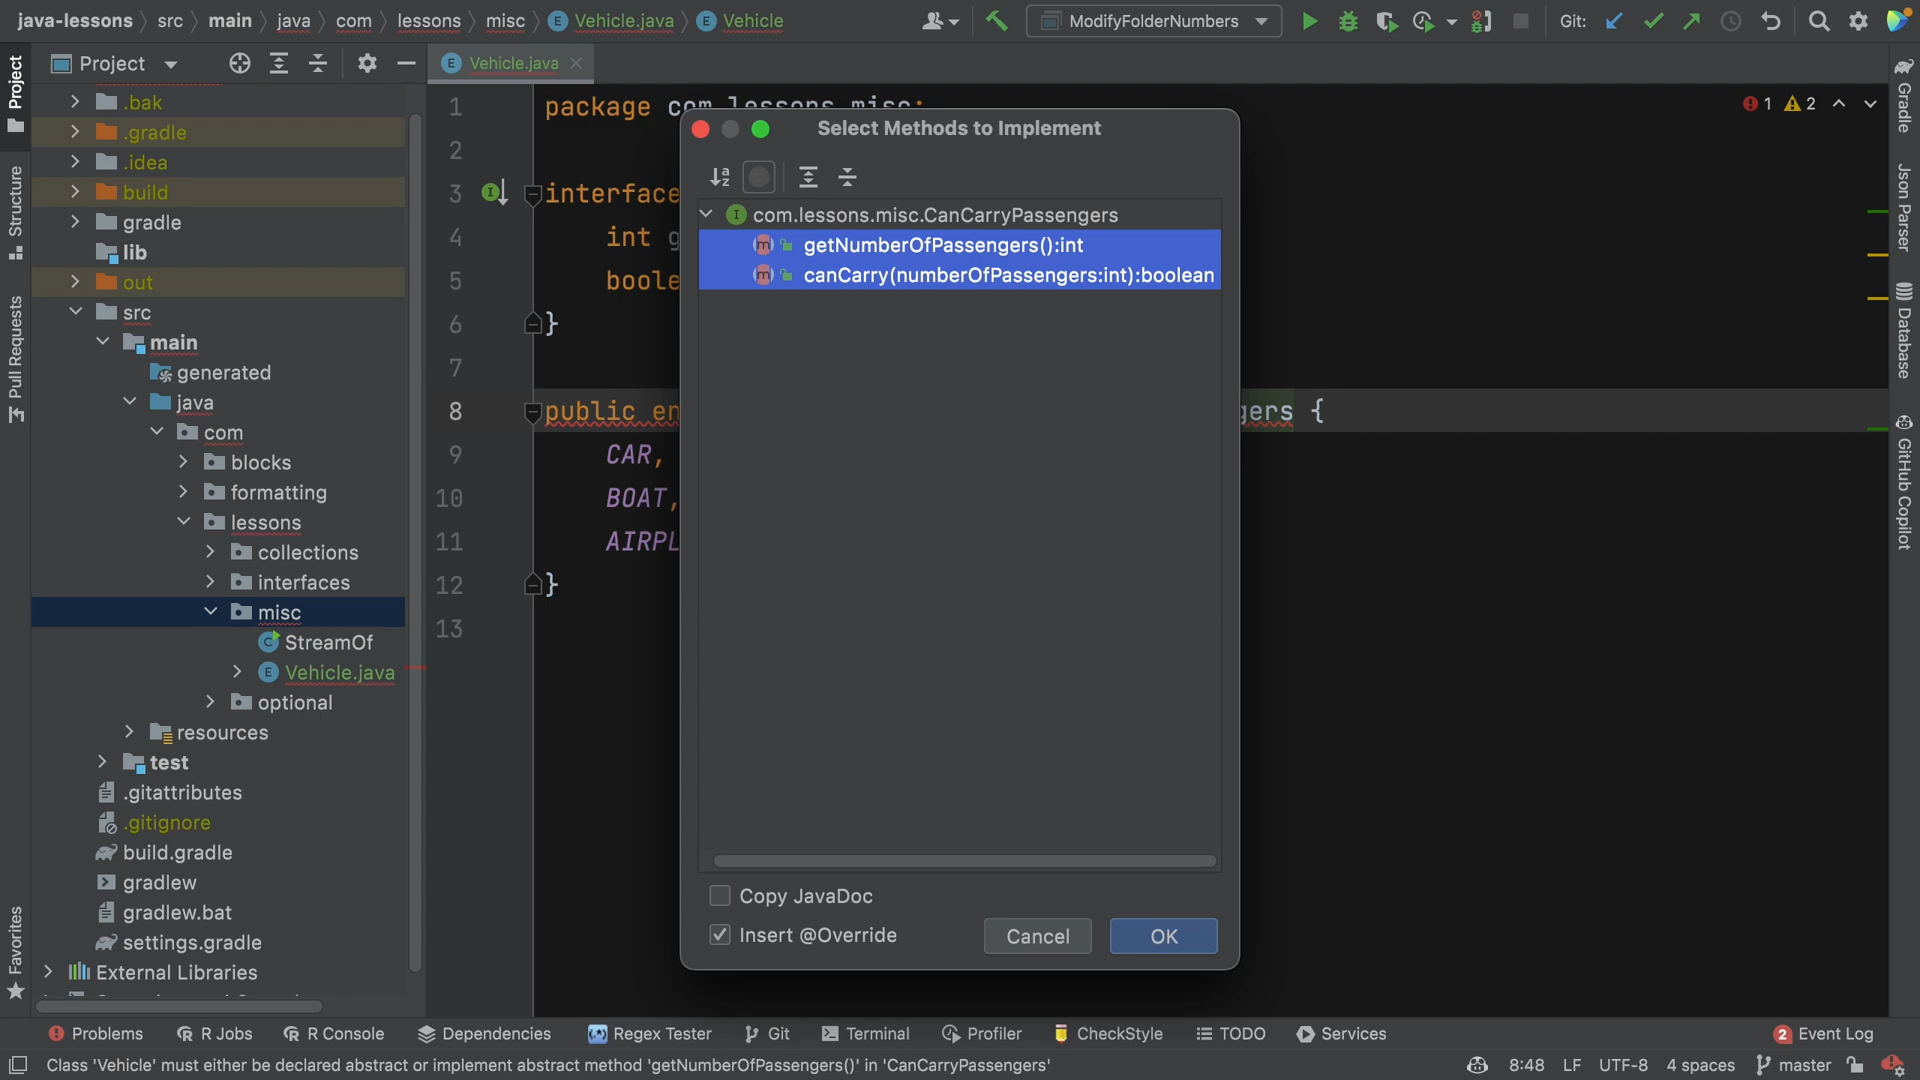 java-lessons src main java com lessons misc Vehicle.java Vehicle
ModifyFolderNumbers
Git:
Project
Vehicle.java
.bak
.gradle
.idea
build
gradle
lib
out
src
main
generated
java
com
blocks
formatting
lessons
collections
interfaces
misc
StreamOf
Vehicle.java
optional
resources
test
.gitattributes
.gitignore
build.gradle
gradlew
gradlew.bat
settings.gradle
External Libraries
Project
Structure
Pull Requests
Favorites
1 package com.lessons.misc;
2
3 interface
4 int g
5 boole
6 }
7
8 public en gers {
9 CAR,
10 BOAT,
11 AIRPL
12 }
13
1 2
Select Methods to Implement
com.lessons.misc.CanCarryPassengers
getNumberOfPassengers():int
canCarry(numberOfPassengers:int):boolean
Copy JavaDoc
Insert @Override
Cancel
OK
Gradle
Json Parser
Database
GitHub Copilot
Problems R Jobs R Console Dependencies Regex Tester Git Terminal Profiler CheckStyle TODO Services 2 Event Log
Class 'Vehicle' must either be declared abstract or implement abstract method 'getNumberOfPassengers()' in 'CanCarryPassengers' 8:48 LF UTF-8 4 spaces master